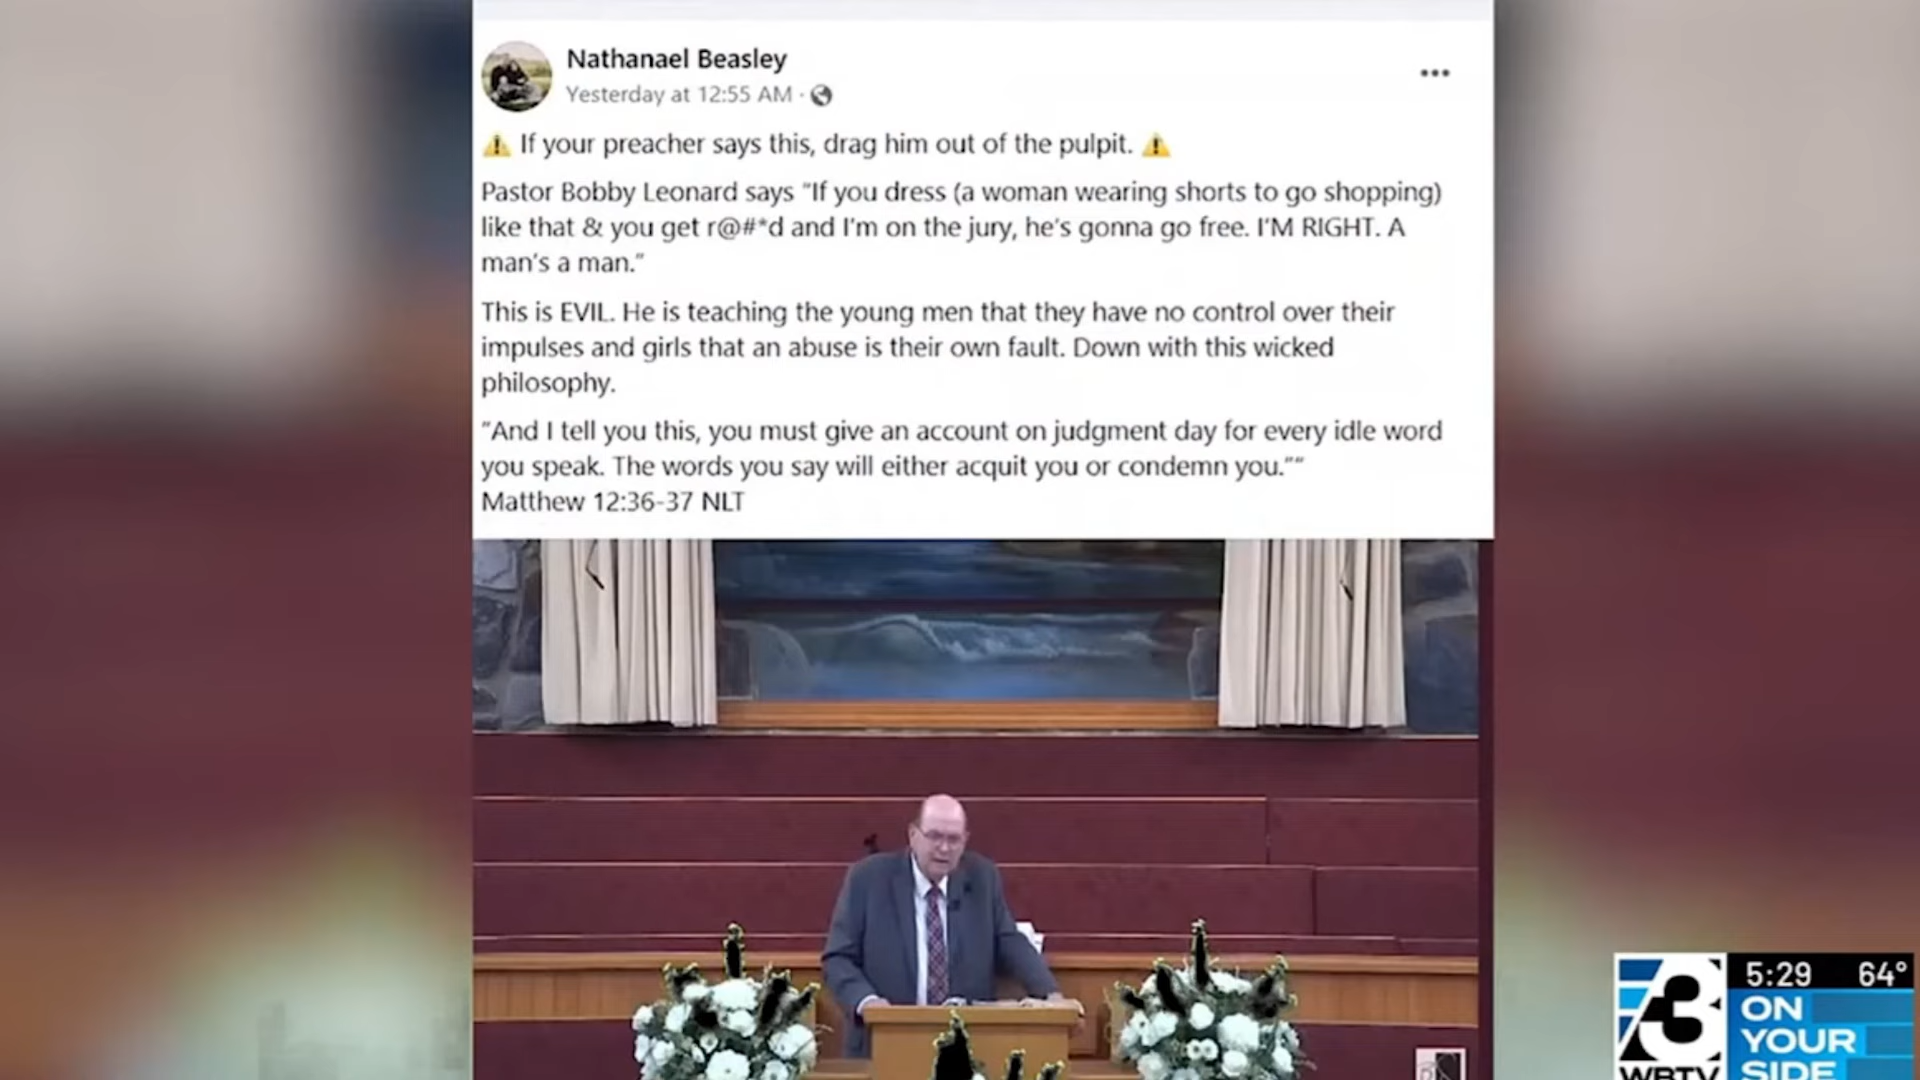 Nathanael Beasley
Yesterday at 12:55 AM ·
⚠️ If your preacher says this, drag him out of the pulpit. ⚠️
Pastor Bobby Leonard says "If you dress (a woman wearing shorts to go shopping)
like that & you get r@#*d and I'm on the jury, he's gonna go free. I'M RIGHT. A
man's a man."
This is EVIL. He is teaching the young men that they have no control over their
impulses and girls that an abuse is their own fault. Down with this wicked
philosophy.
"And I tell you this, you must give an account on judgment day for every idle word
you speak. The words you say will either acquit you or condemn you.""
Matthew 12:36-37 NLT
3
WBTV
5:29 64°
ON
YOUR
SIDE